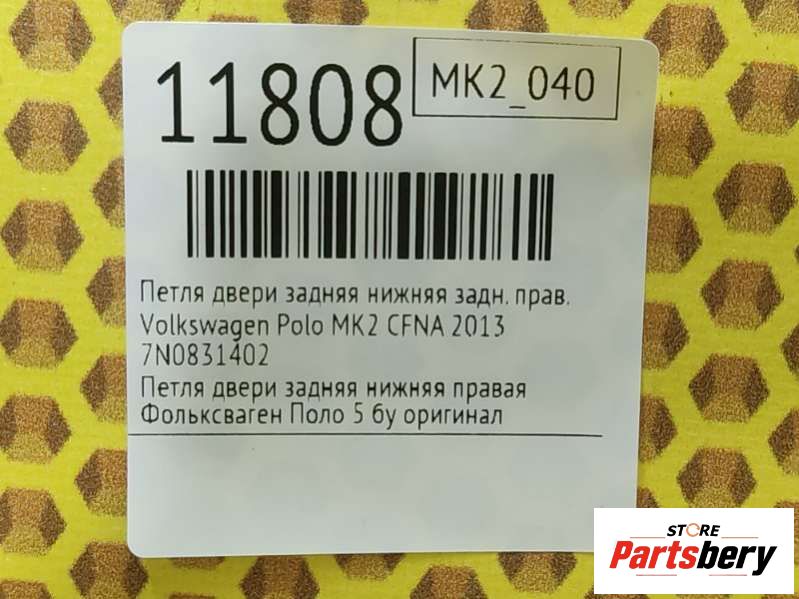 11808
MK2_040
Петля двери задняя нижняя задн. прав.
Volkswagen Polo MK2 CFNA 2013
7N0831402
Петля двери задняя нижняя правая
Фольксваген Поло 5 бу оригинал
STORE
Partsbery